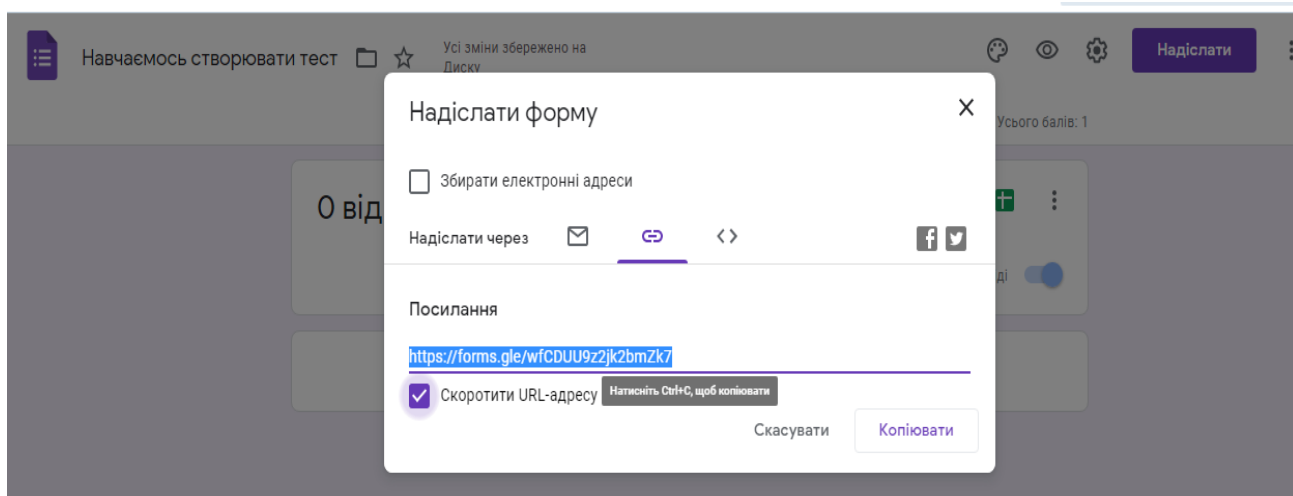 Навчаємось створювати тест
Усі зміни збережено на
Диску
Надіслати
Надіслати форму
Усього балів: 1
Збирати електронні адреси
0 від
Надіслати через
ді
Посилання
https://forms.gle/wfCDUU9z2jk2bmZk7
Скоротити URL-адресу
Натисніть Ctrl+C, щоб копіювати
Скасувати
Копіювати